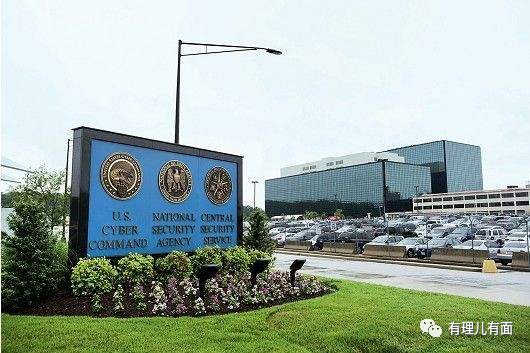 U.S.
CYBER
COMMAND
NATIONAL
SECURITY
AGENCY
CENTRAL
SECURITY
SERVICE
有理儿有面